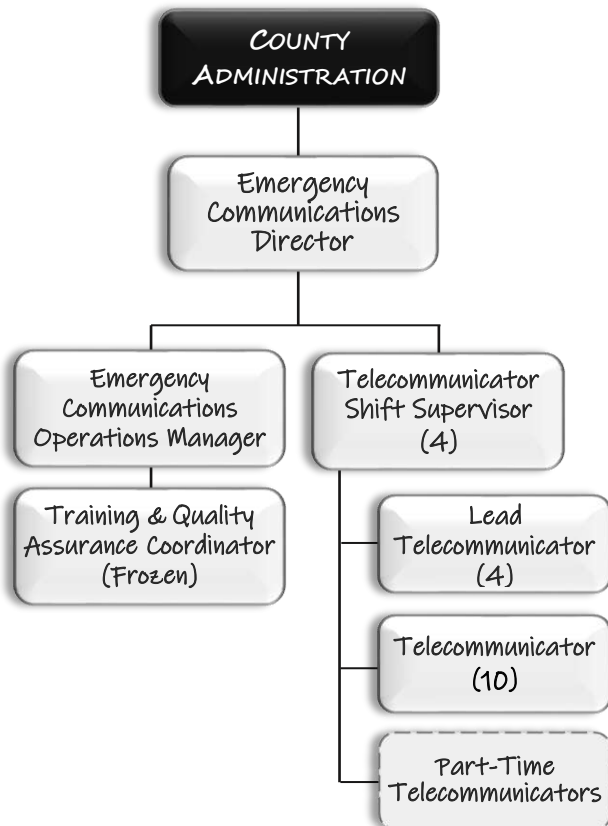 COUNTY
ADMINISTRATION
Emergency
Communications
Director
Emergency
Communications
Operations Manager
Telecommunicator
Shift Supervisor
(4)
Training & Quality
Assurance Coordinator
(Frozen)
Lead
Telecommunicator
(4)
Telecommunicator
(10)
Part-Time
Telecommunicators